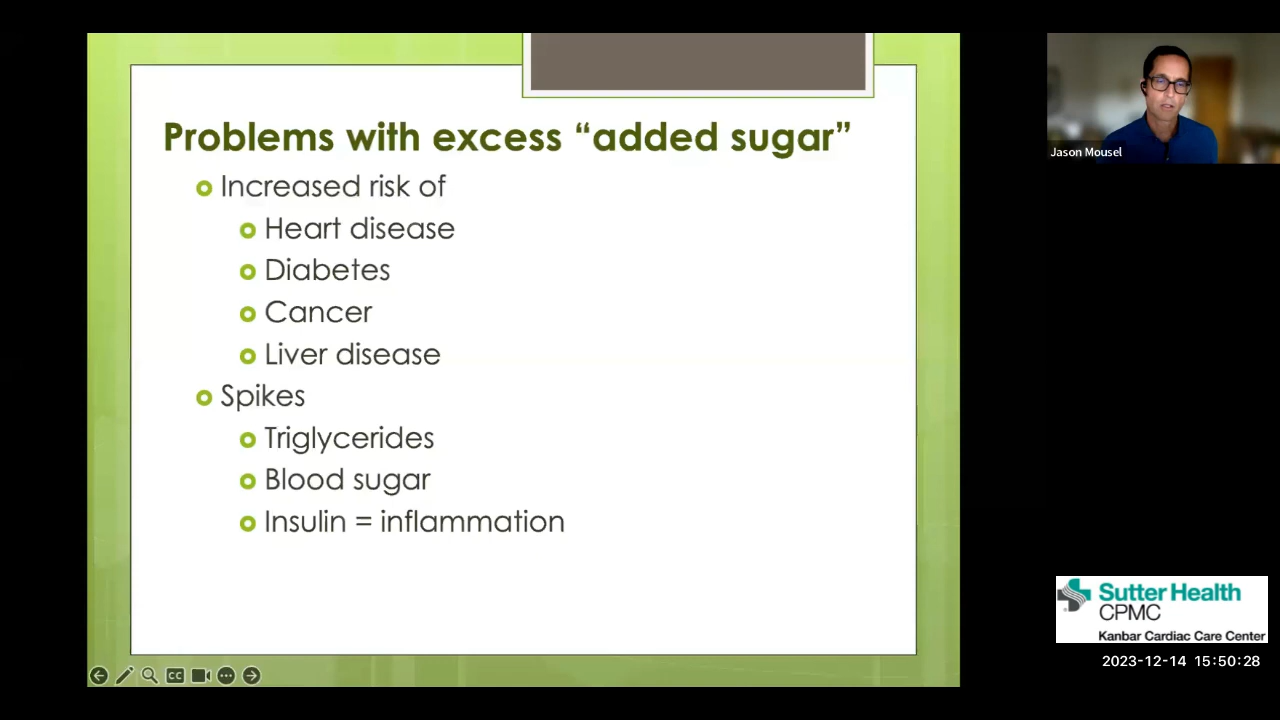 Problems with excess “added sugar”
Increased risk of
Heart disease
Diabetes
Cancer
Liver disease
Spikes
Triglycerides
Blood sugar
Insulin = inflammation
CC
Jason Mousel
Sutter Health
CPMC
Kanbar Cardiac Care Center
2023-12-14 15:50:28